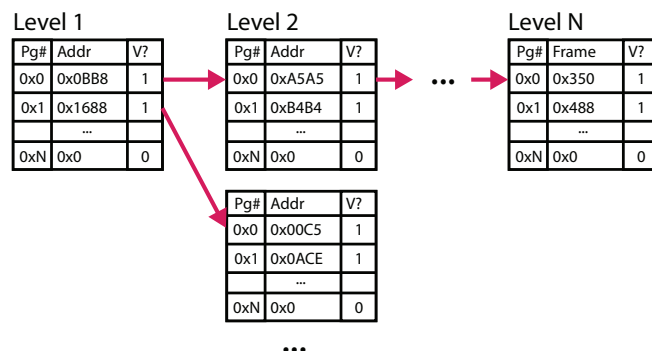 Level 1
Level 2
Level N
Pg# Addr V?
0x0 0x0BB8 1
0x1 0x1688 1
...
0xN 0x0 0
Pg# Addr V?
0x0 0xA5A5 1
0x1 0xB4B4 1
...
0xN 0x0 0
...
Pg# Frame V?
0x0 0x350 1
0x1 0x488 1
...
0xN 0x0 0
Pg# Addr V?
0x0 0x00C5 1
0x1 0x0ACE 1
...
0xN 0x0 0
...